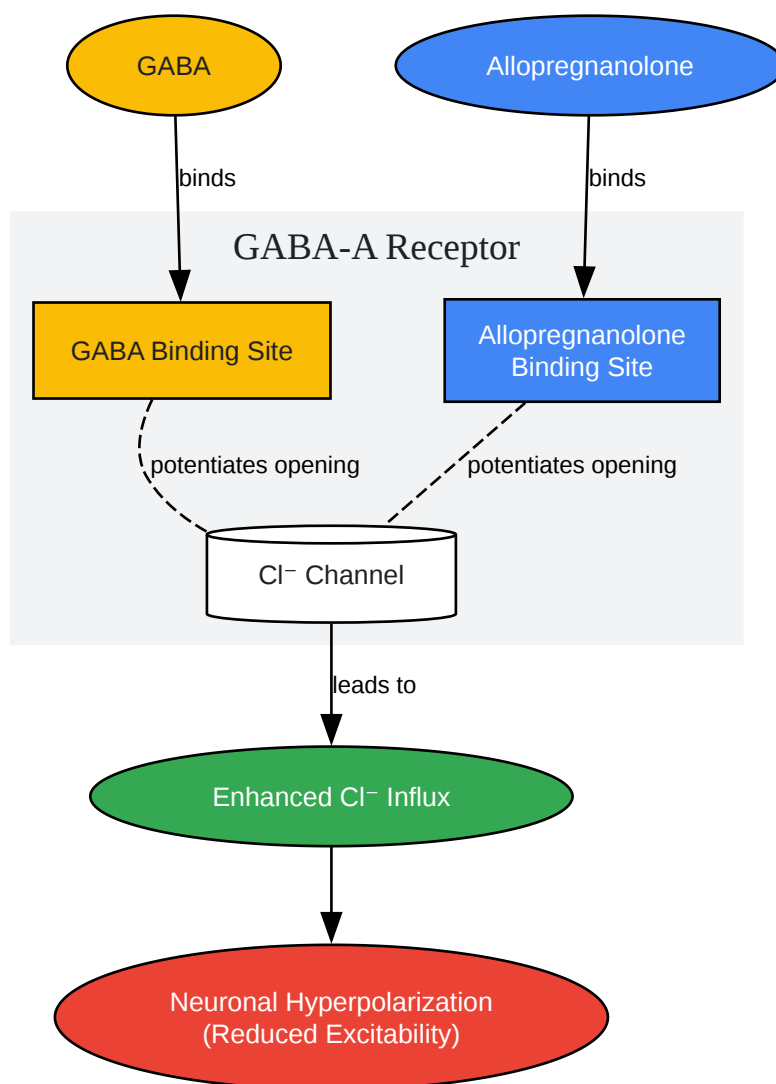 GABA
Allopregnanolone
binds
binds
GABA-A Receptor
GABA Binding Site
Allopregnanolone
Binding Site
potentiates opening
potentiates opening
Cl⁻ Channel
leads to
Enhanced Cl⁻ Influx
Neuronal Hyperpolarization
(Reduced Excitability)